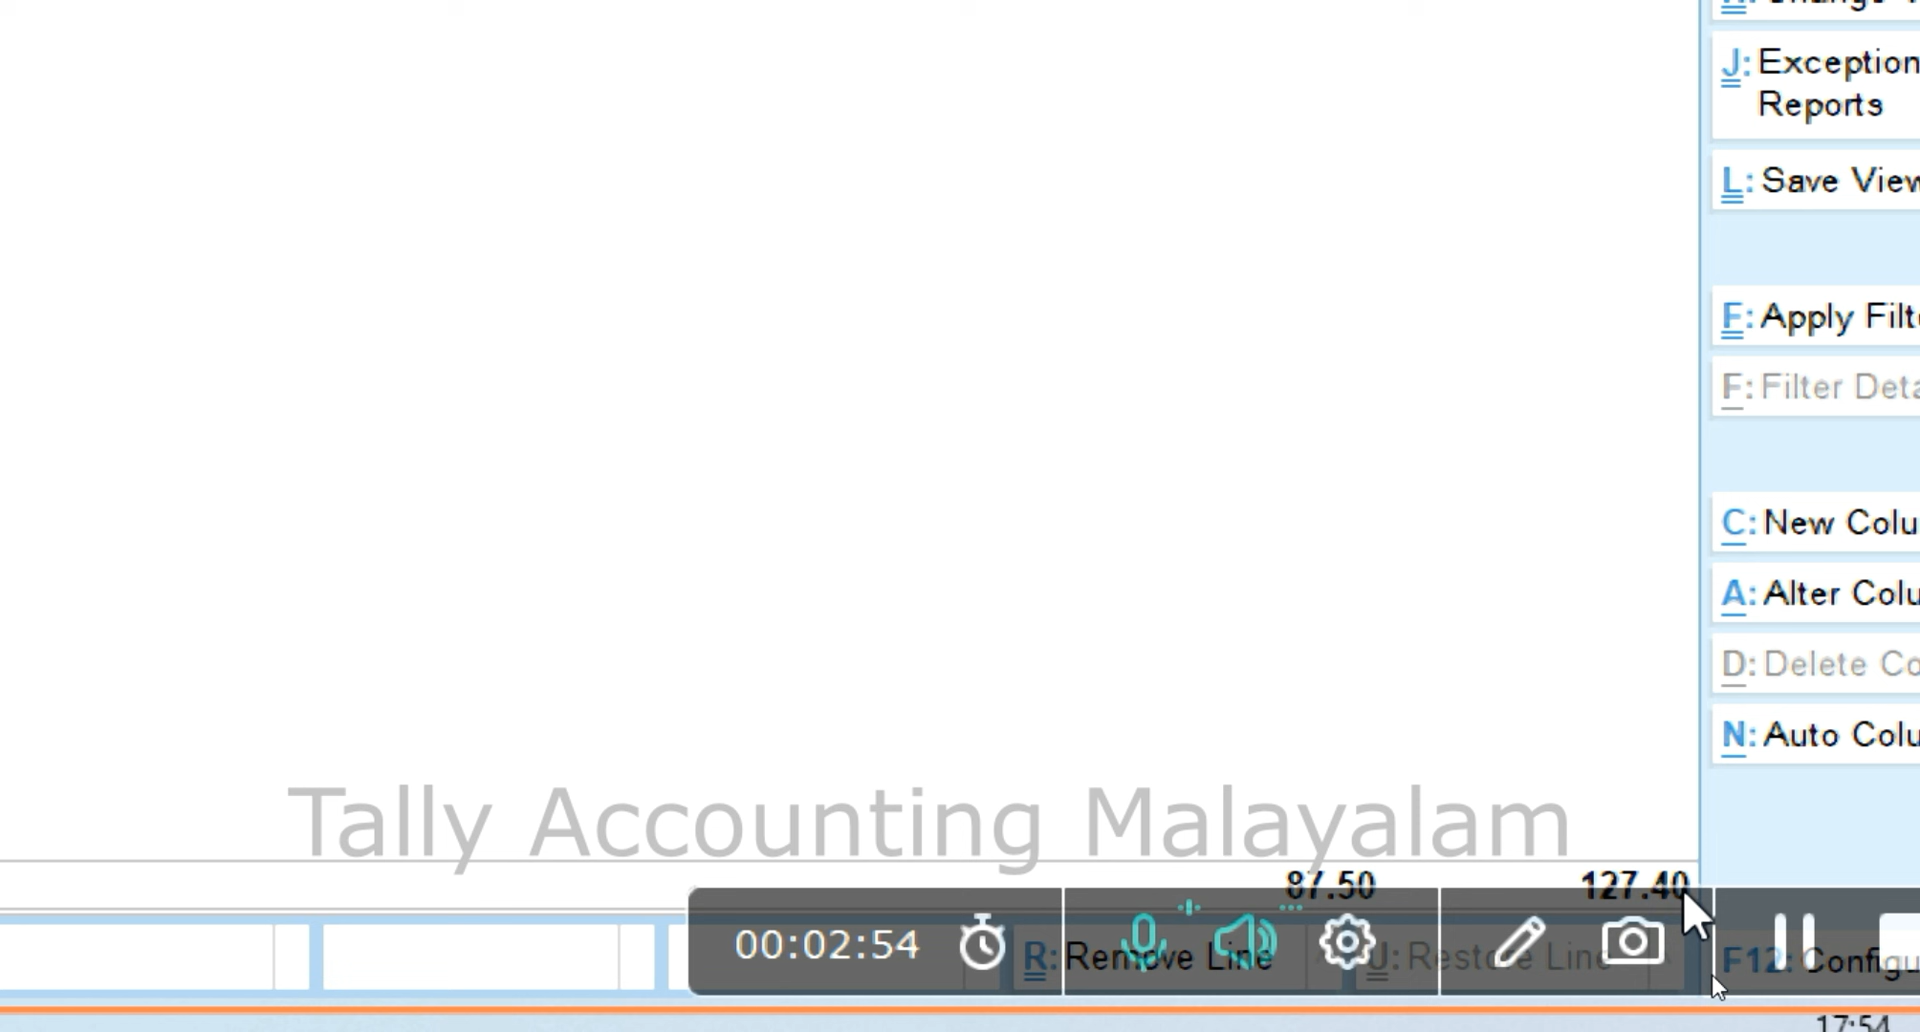 J: Exception
Reports
L: Save View
F: Apply Filt
F: Filter Deta
C: New Colu
A: Alter Colu
D: Delete Co
N: Auto Colu
Tally Accounting Malayalam
87.50 127.40
00:02:54 R: Remove Line U: Restore Line F12: Configu
17:54